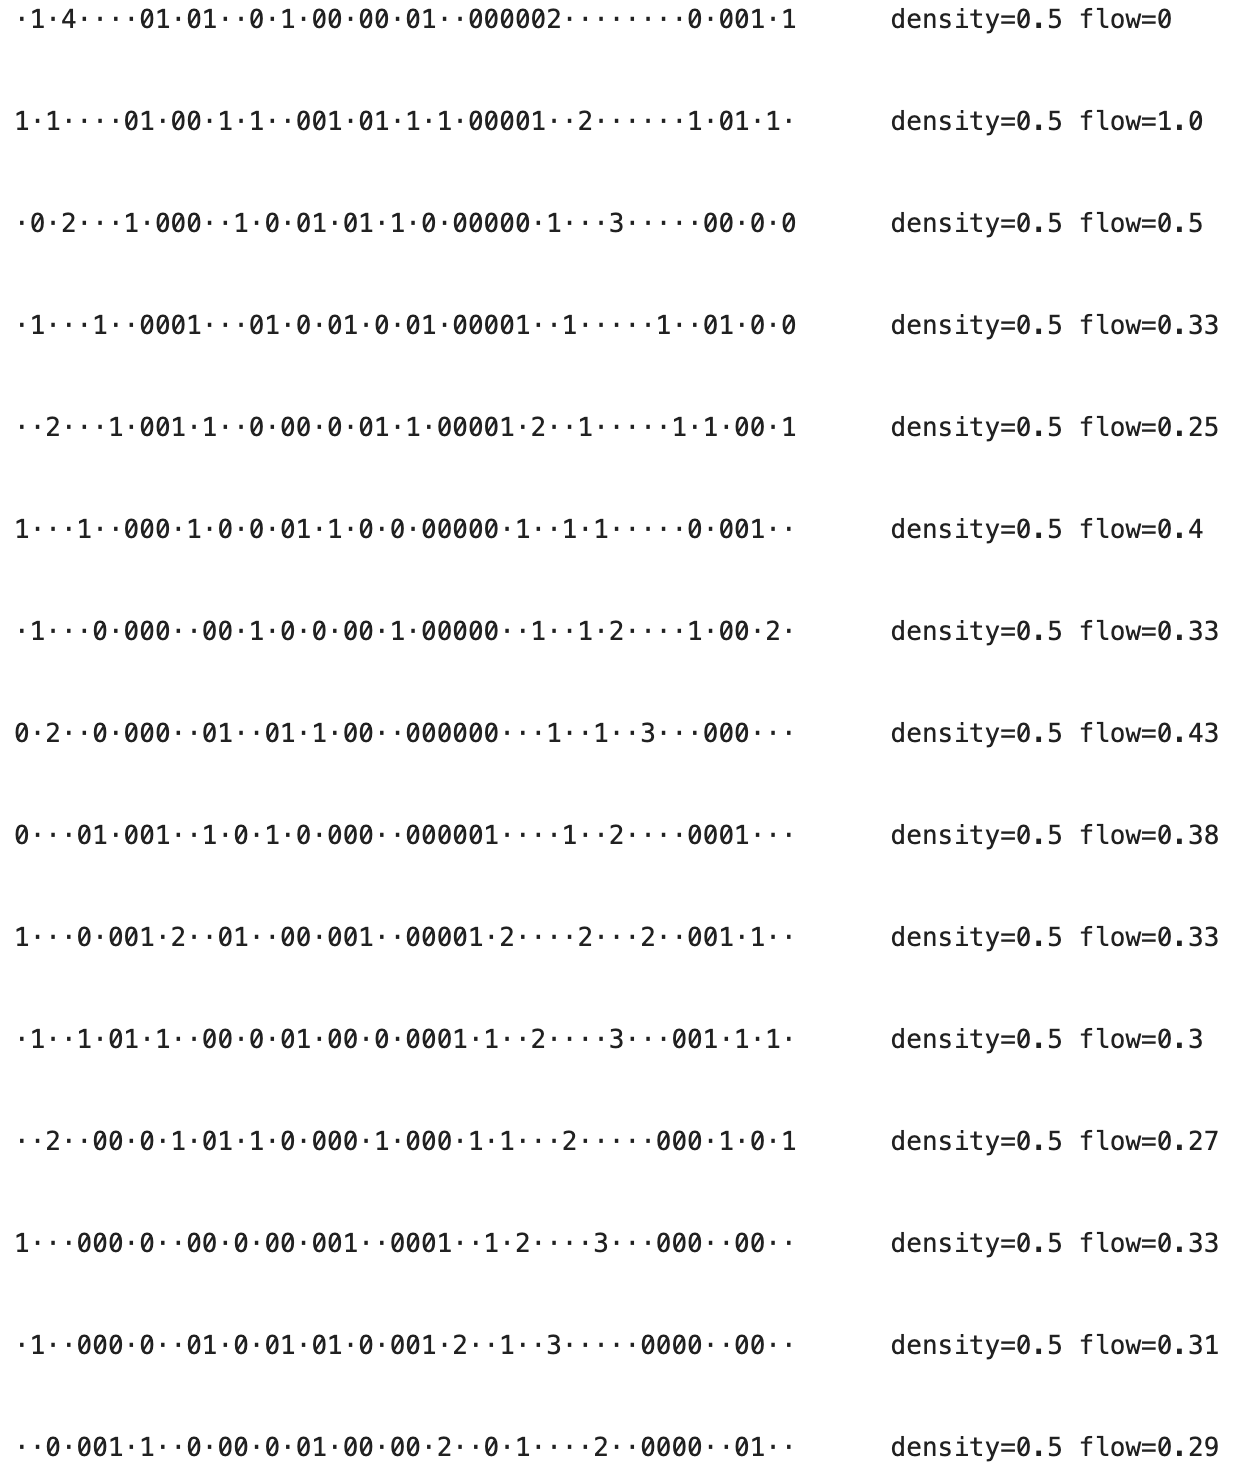 ·1·4····01·01··0·1·00·00·01··000002········0·001·1      density=0.5 flow=0
1·1····01·00·1·1··001·01·1·1·00001··2······1·01·1·      density=0.5 flow=1.0
·0·2···1·000··1·0·01·01·1·0·00000·1···3·····00·0·0      density=0.5 flow=0.5
·1···1··0001···01·0·01·0·01·00001··1·····1··01·0·0      density=0.5 flow=0.33
··2···1·001·1··0·00·0·01·1·00001·2··1·····1·1·00·1      density=0.5 flow=0.25
1···1··000·1·0·0·01·1·0·0·00000·1··1·1·····0·001··      density=0.5 flow=0.4
·1···0·000··00·1·0·0·00·1·00000··1··1·2····1·00·2·      density=0.5 flow=0.33
0·2··0·000··01··01·1·00··000000···1··1··3···000···      density=0.5 flow=0.43
0···01·001··1·0·1·0·000··000001····1··2····0001···      density=0.5 flow=0.38
1···0·001·2··01··00·001··00001·2····2···2··001·1··      density=0.5 flow=0.33
·1··1·01·1··00·0·01·00·0·0001·1··2····3···001·1·1·      density=0.5 flow=0.3
··2··00·0·1·01·1·0·000·1·000·1·1···2·····000·1·0·1      density=0.5 flow=0.27
1···000·0··00·0·00·001··0001··1·2····3···000··00··      density=0.5 flow=0.33
·1··000·0··01·0·01·01·0·001·2··1··3·····0000··00··      density=0.5 flow=0.31
··0·001·1··0·00·0·01·00·00·2··0·1····2··0000··01··      density=0.5 flow=0.29